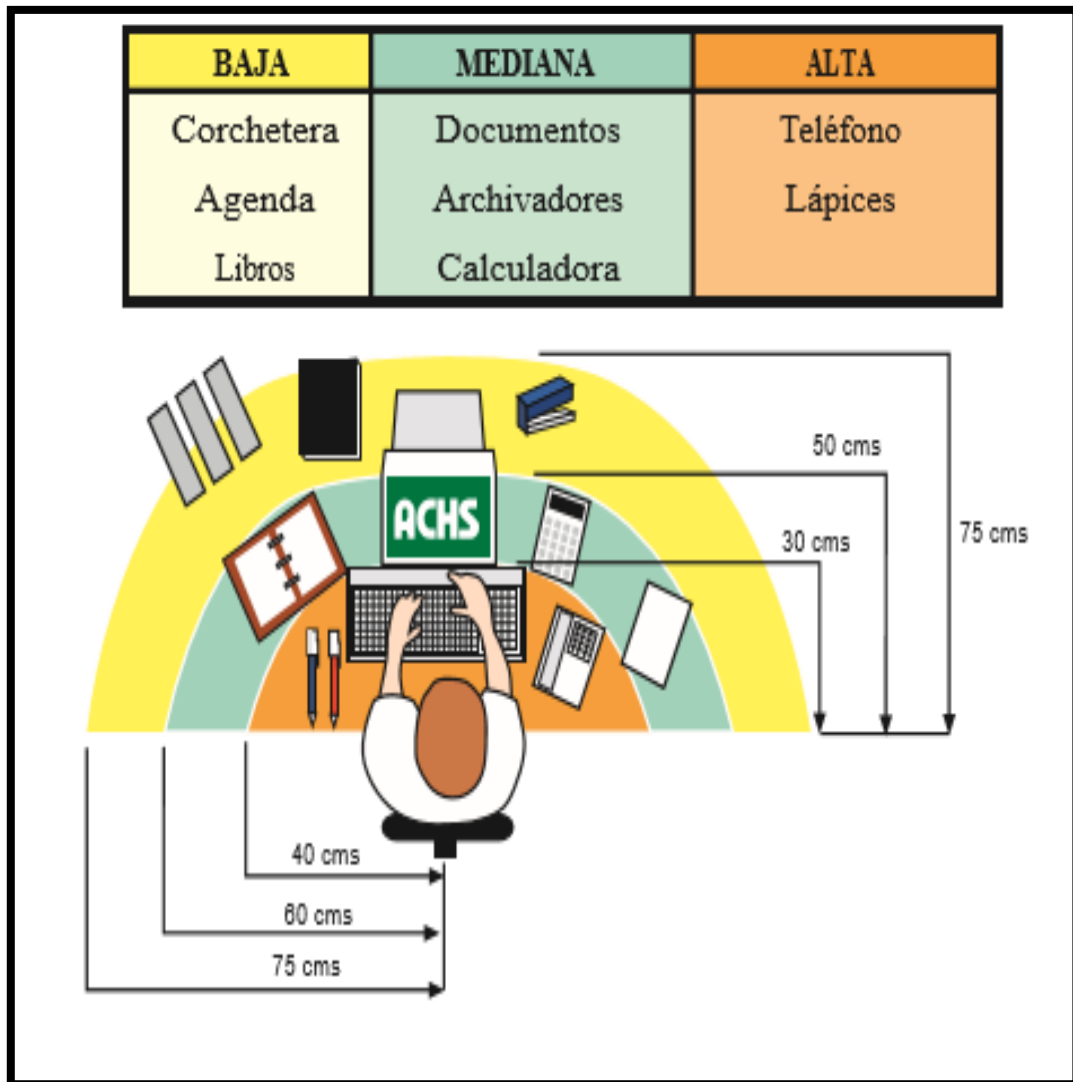 BAJA MEDIANA ALTA
Corchetera Documentos Teléfono
Agenda Archivadores Lápices
Libros Calculadora
50 cms
ACHS
30 cms
75 cms
40 cms
60 cms
75 cms